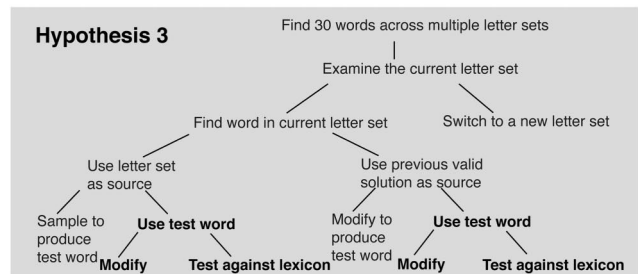 Hypothesis 3
Find 30 words across multiple letter sets
Examine the current letter set
Find word in current letter set
Switch to a new letter set
Use letter set
as source
Use previous valid
solution as source
Sample to
produce
test word
Use test word
Modify
Test against lexicon
Modify to
produce
test word
Use test word
Modify
Test against lexicon